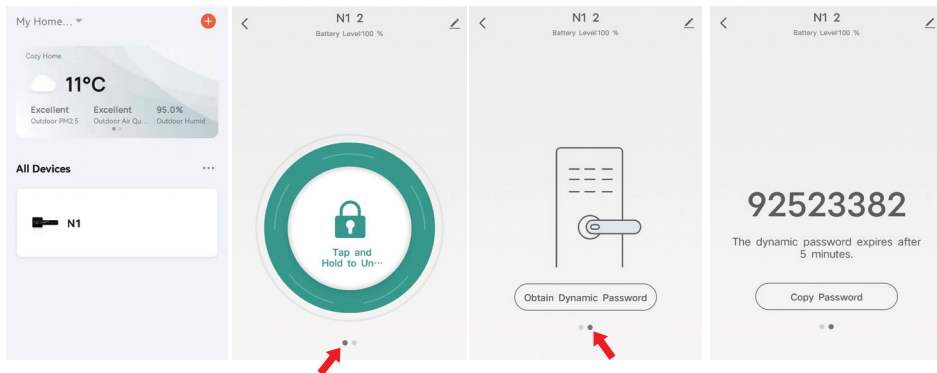 My Home...
Cozy Home
11°C
Excellent Excellent 95.0%
Outdoor PM2.5 Outdoor Air Qu... Outdoor Humid...
All Devices
N1
N1 2
Battery Level:100 %
Tap and
Hold to Un...
N1 2
Battery Level:100 %
Obtain Dynamic Password
N1 2
Battery Level:100 %
92523382
The dynamic password expires after
5 minutes.
Copy Password